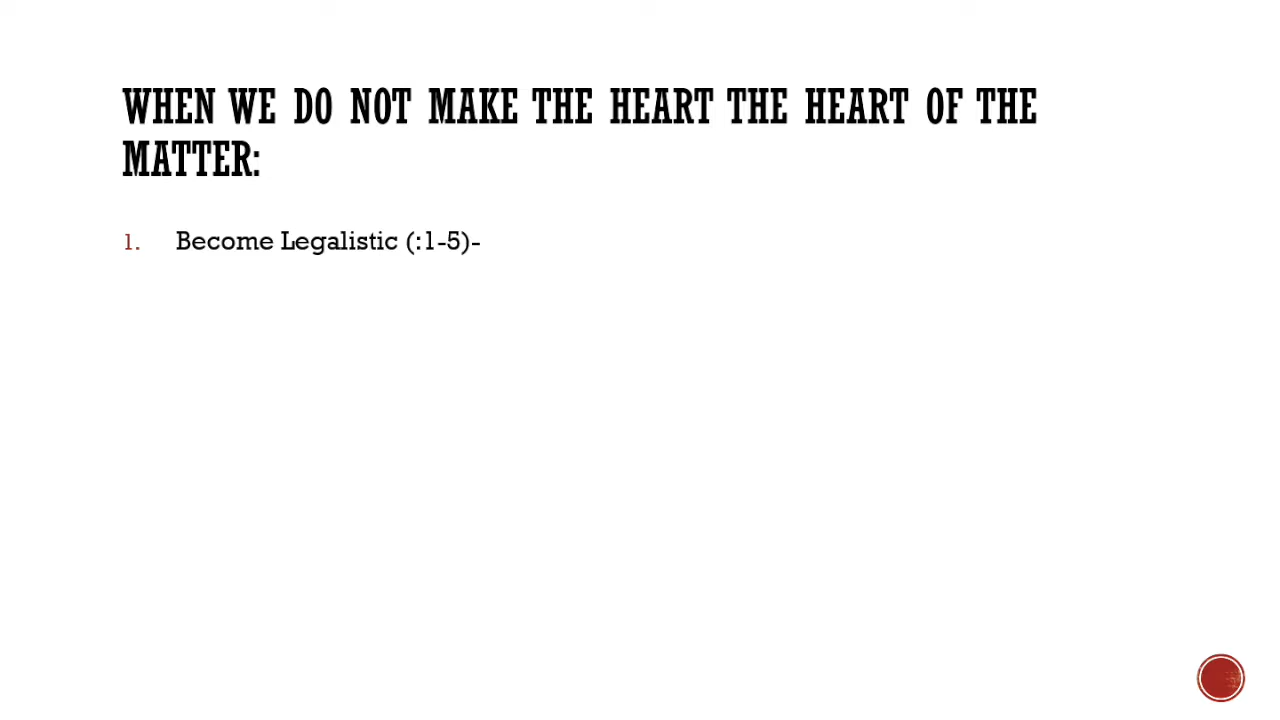 WHEN WE DO NOT MAKE THE HEART THE HEART OF THE
MATTER:
1. Become Legalistic (:1-5)-